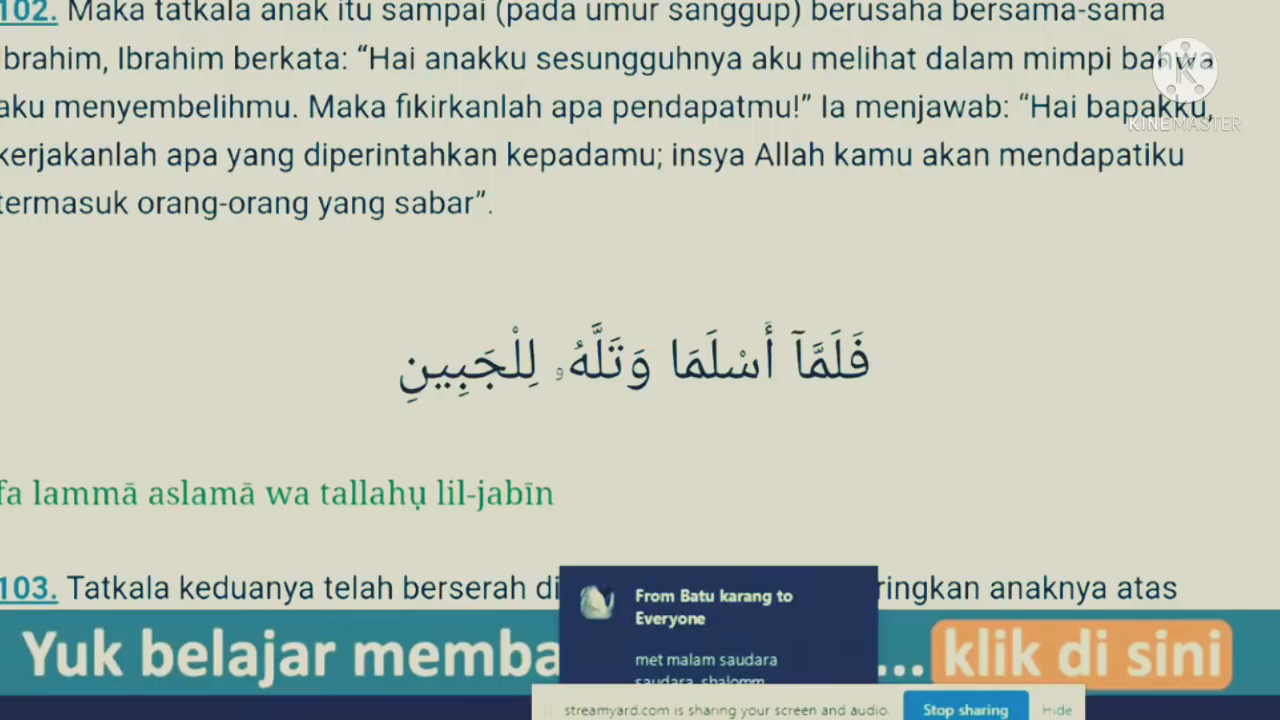 102. Maka tatkala anak itu sampai (pada umur sanggup) berusaha bersama-sama
Ibrahim, Ibrahim berkata: “Hai anakku sesungguhnya aku melihat dalam mimpi bahwa
aku menyembelihmu. Maka fikirkanlah apa pendapatmu!” Ia menjawab: “Hai bapakku,
kerjakanlah apa yang diperintahkan kepadamu; insya Allah kamu akan mendapatiku
termasuk orang-orang yang sabar”.
K
KINEMASTER
فَلَمَّآ أَسْلَمَا وَتَلَّهُۥ لِلْجَبِينِ
fa lammā aslamā wa tallahụ lil-jabīn
103. Tatkala keduanya telah berserah di ringkan anaknya atas
From Batu karang to
Everyone
met malam saudara
saudara, shalomm
Yuk belajar memba ... klik di sini
streamyard.com is sharing your screen and audio. Stop sharing Hide